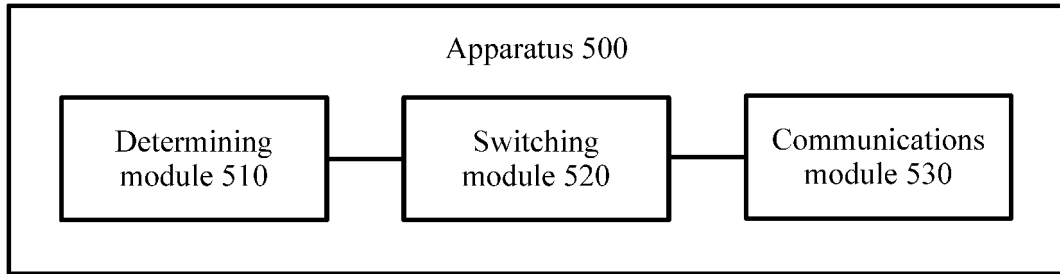 Apparatus 500
Determining
module 510
Switching
module 520
Communications
module 530